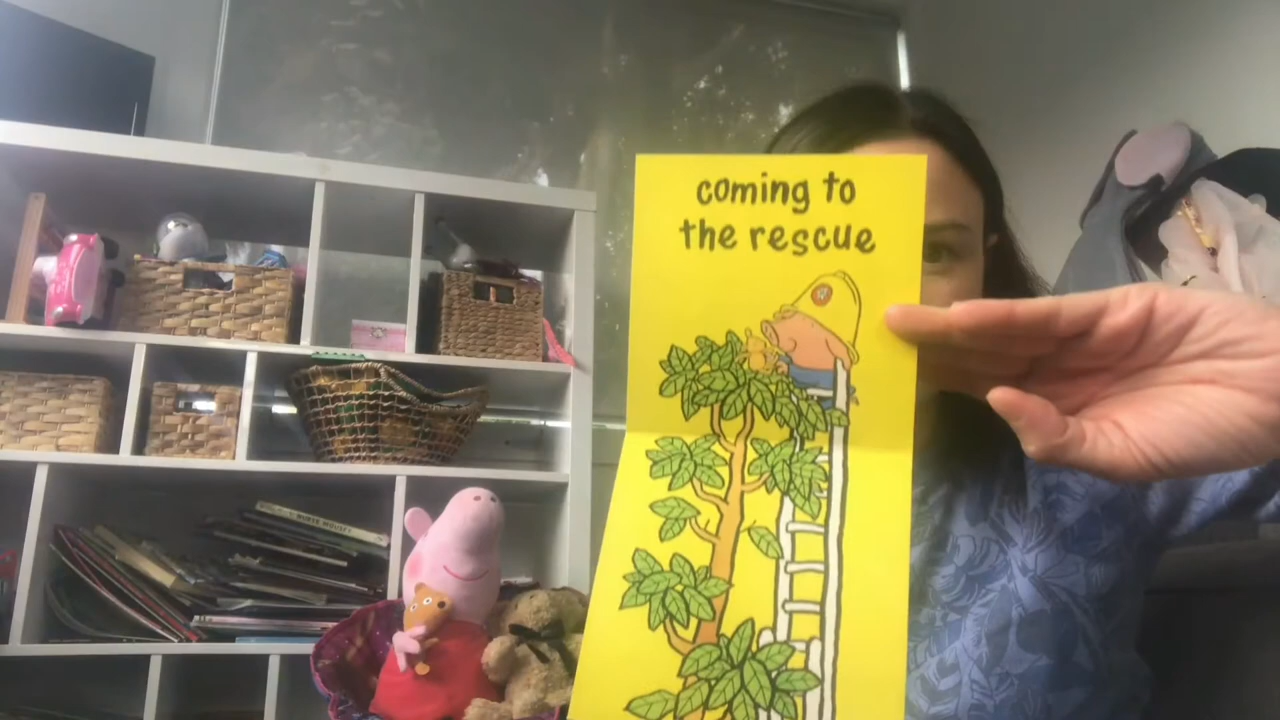 coming to
the rescue